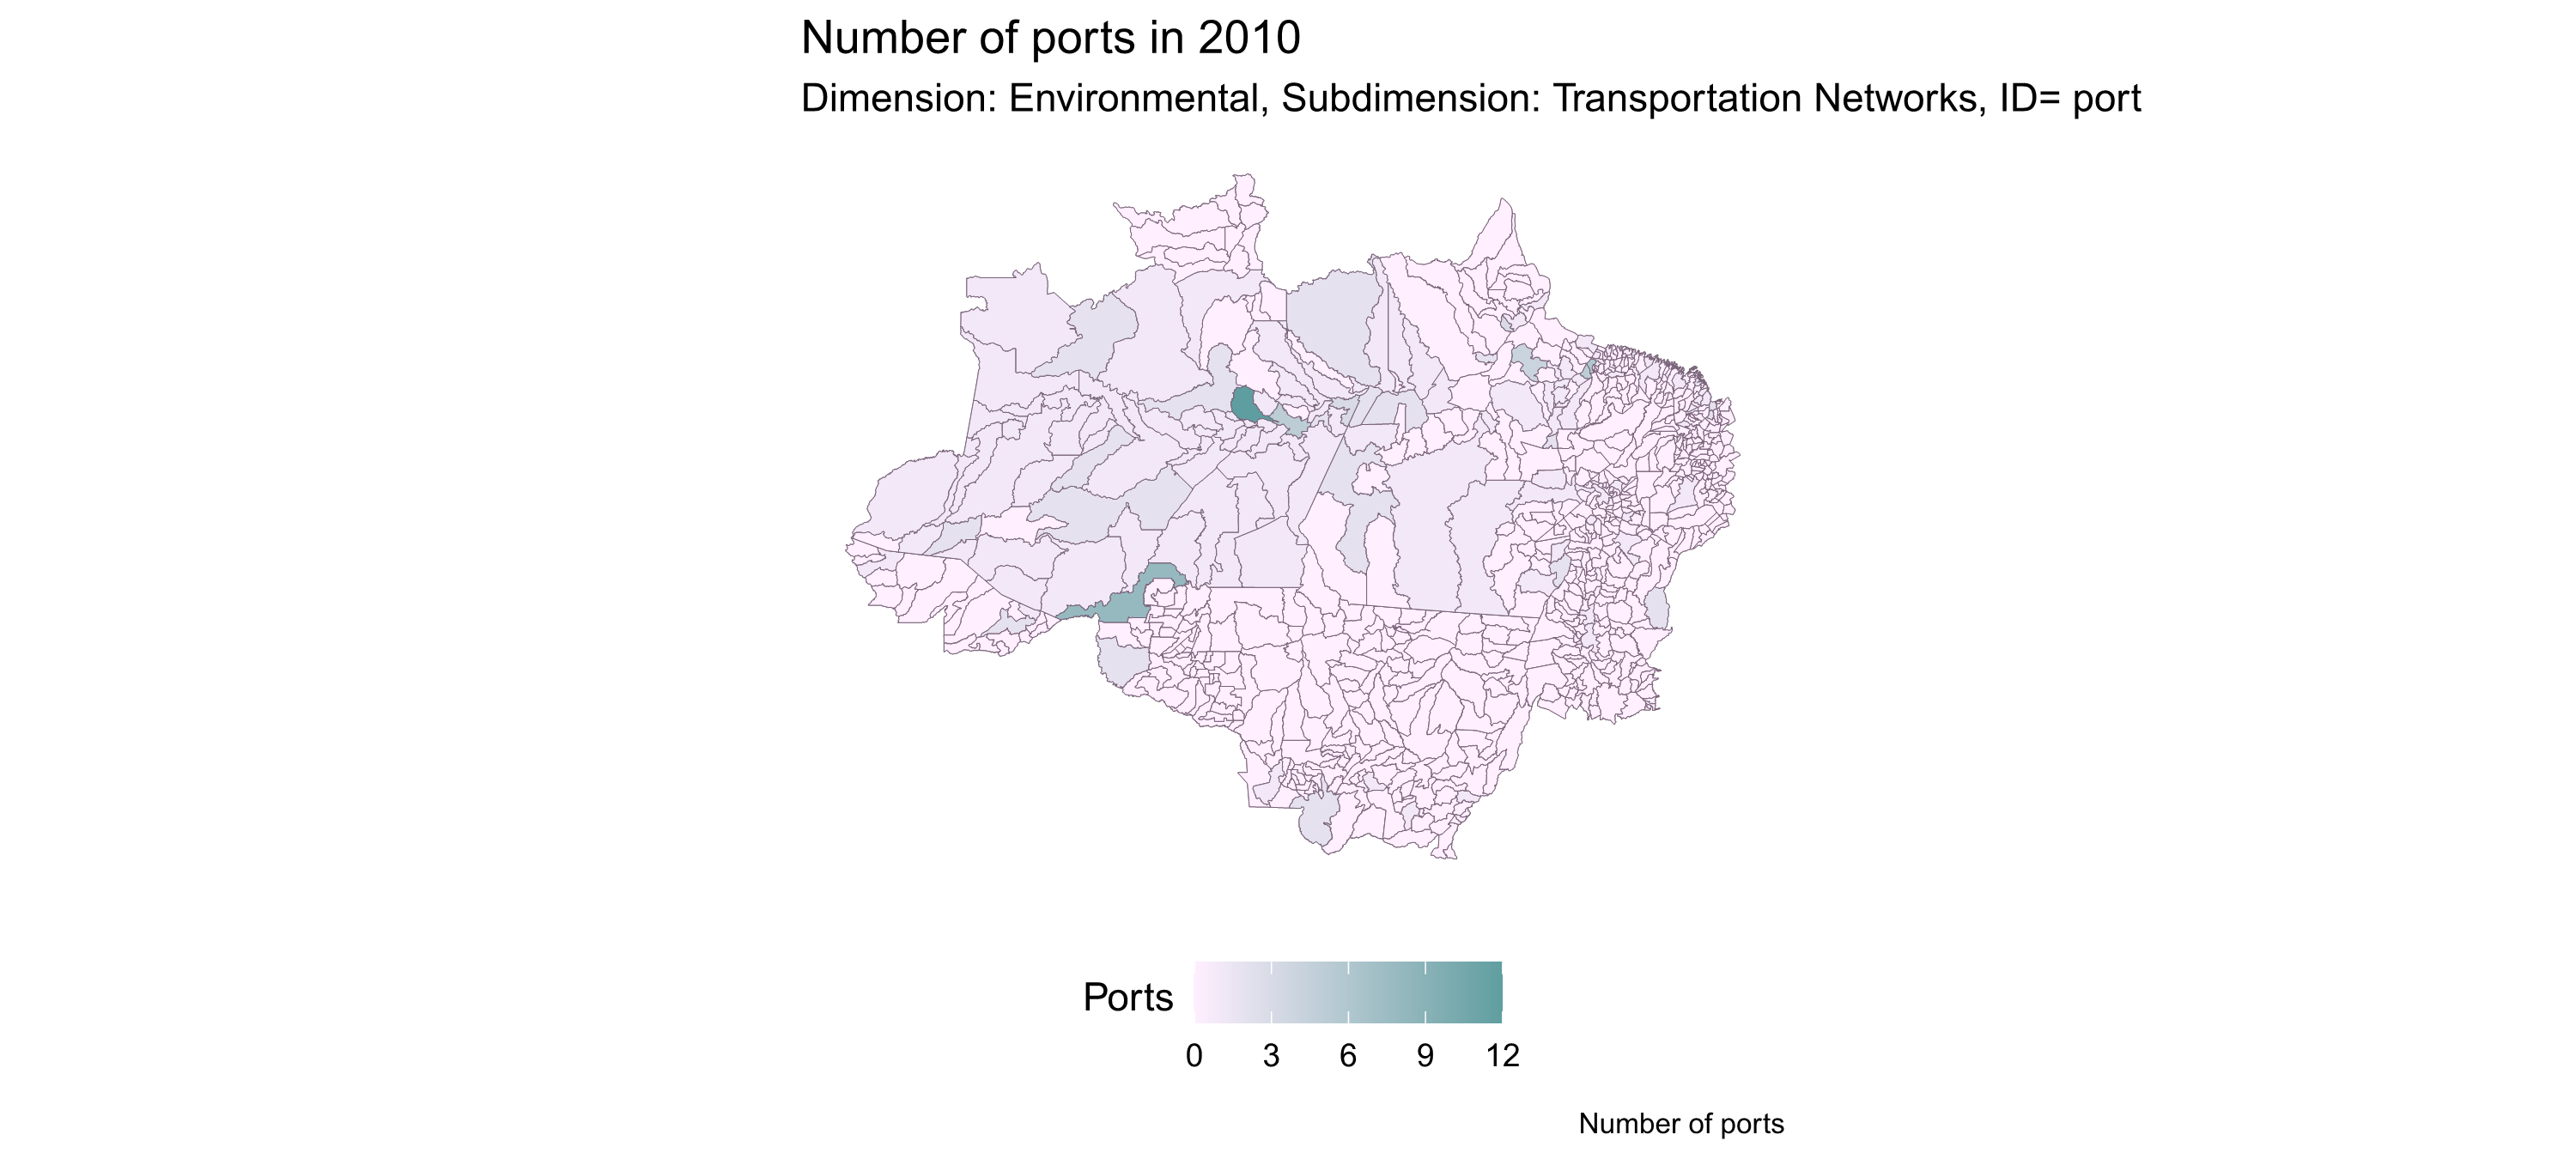 Number of ports in 2010
Dimension: Environmental, Subdimension: Transportation Networks, ID= port
Ports
0 3 6 9 12
Number of ports